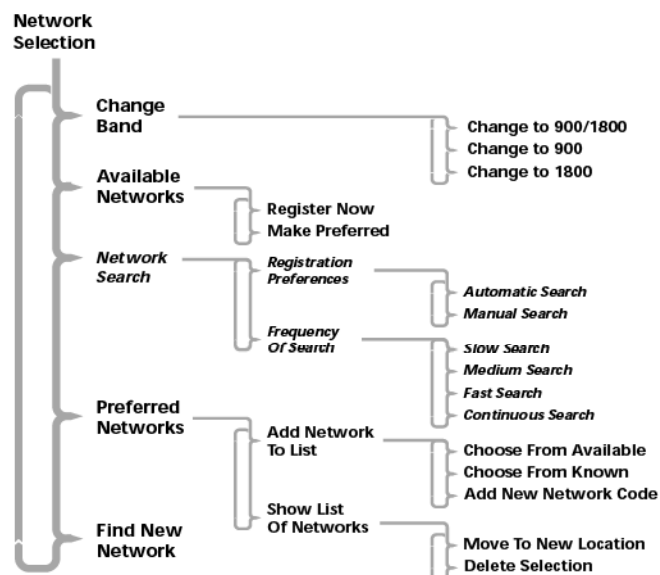 Network
Selection
Change
Band
Change to 900/1800
Change to 900
Change to 1800
Available
Networks
Register Now
Make Preferred
Network
Search
Registration
Preferences
Automatic Search
Manual Search
Frequency
Of Search
Slow Search
Medium Search
Fast Search
Continuous Search
Preferred
Networks
Add Network
To List
Choose From Available
Choose From Known
Add New Network Code
Show List
Of Networks
Move To New Location
Delete Selection
Find New
Network